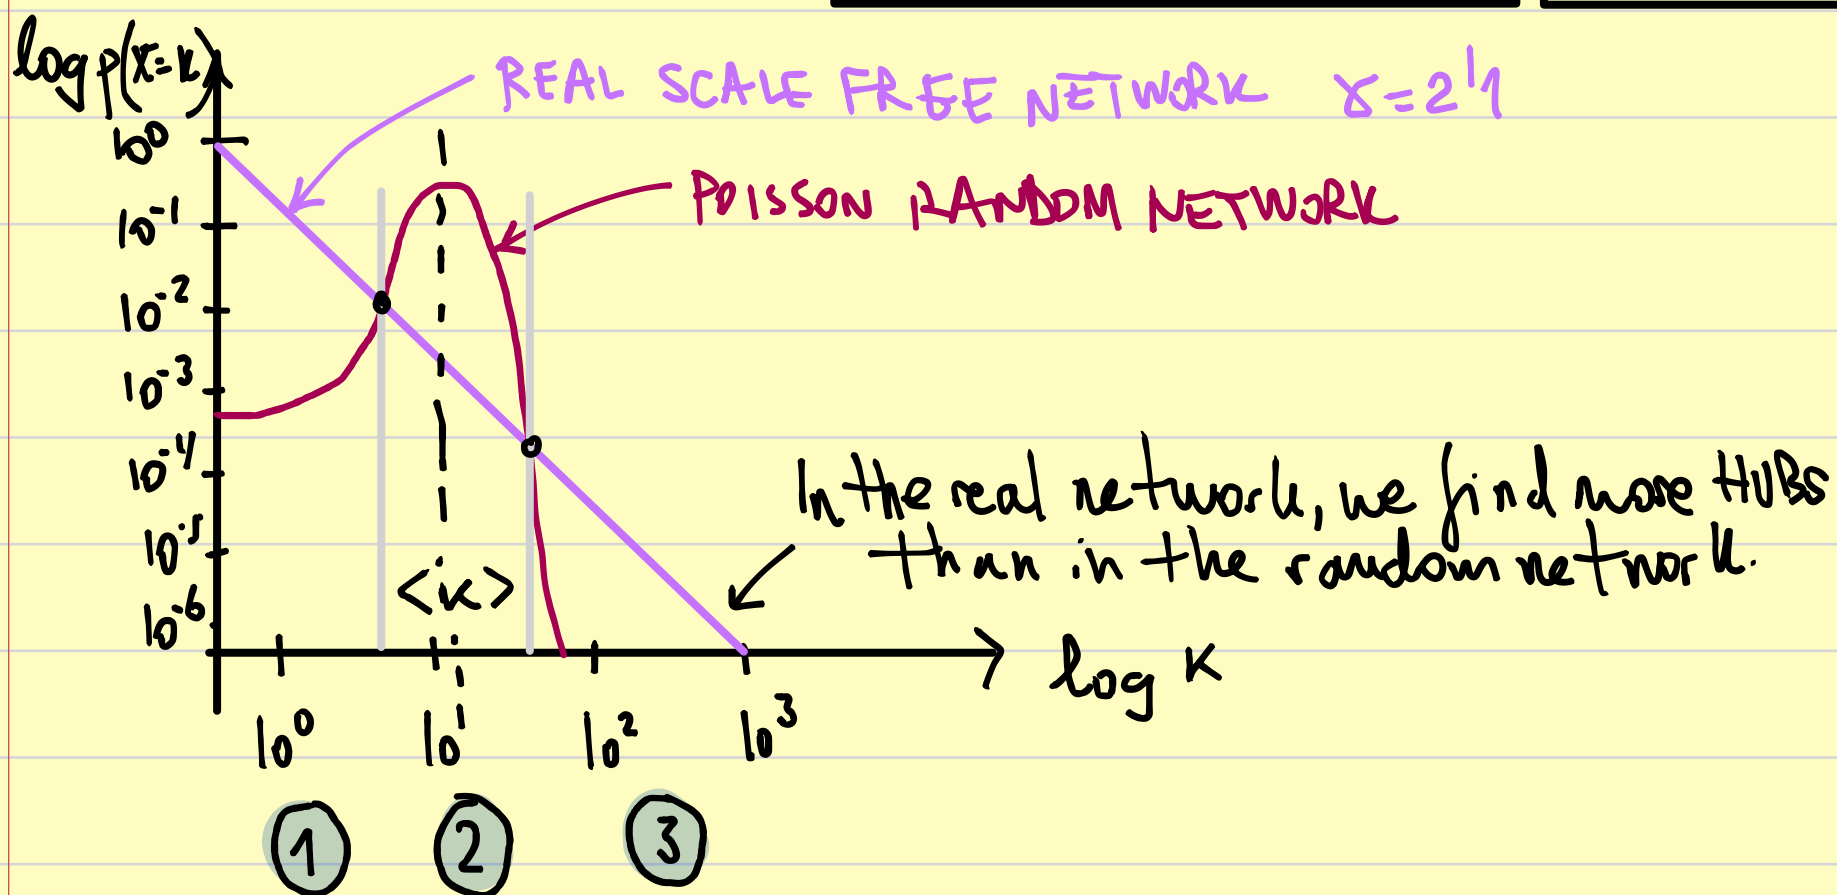 log p(X=k)
REAL SCALE FREE NETWORK γ=2'1
10⁰
POISSON RANDOM NETWORK
10⁻¹
10⁻²
10⁻³
10⁻⁴
In the real network, we find more HUBS
than in the random network.
10⁻⁵
<k>
10⁻⁶
log K
10⁰ 10¹ 10² 10³
1 2 3